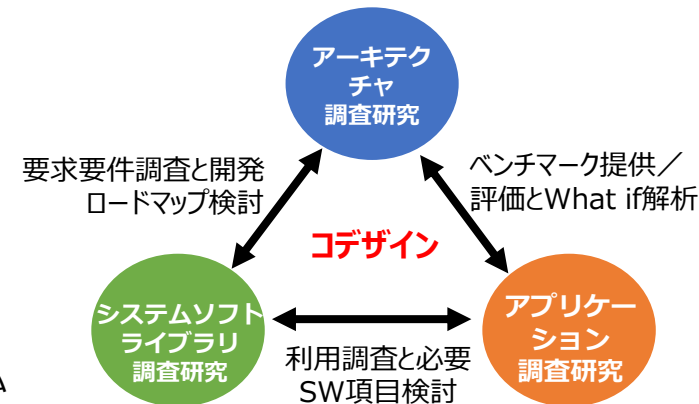 アーキテク
チャ
調査研究
要求要件調査と開発
ロードマップ検討
ベンチマーク提供／
評価とWhat if解析
コデザイン
システムソフト
ライブラリ
調査研究
アプリケー
ション
調査研究
利用調査と必要
SW項目検討